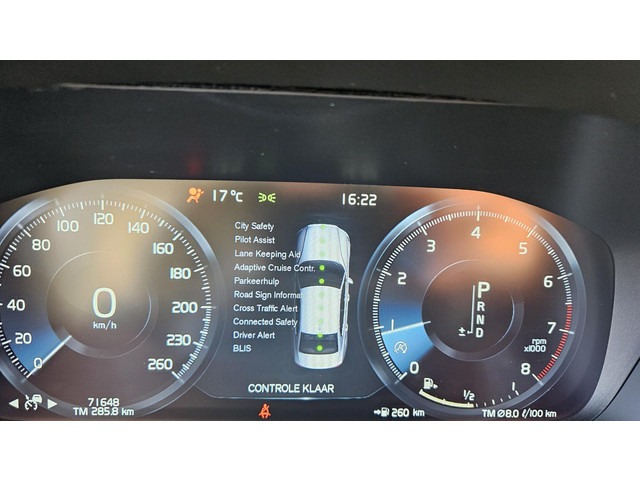 17°C 16:22
City Safety
Pilot Assist
Lane Keeping Aid
Adaptive Cruise Contr.
Parkeerhulp
Road Sign Informa
Cross Traffic Alert
Connected Safety
Driver Alert
BLIS
CONTROLE KLAAR
0
km/h
0 20 40 60 80 100 120 140 160 180 200 230 260
P
R
N
± D
0 1 2 3 4 5 6 7 8
rpm
x1000
1/2 1
71648
TM 285.8 km
260 km
TM Ø8.0 ℓ/100 km